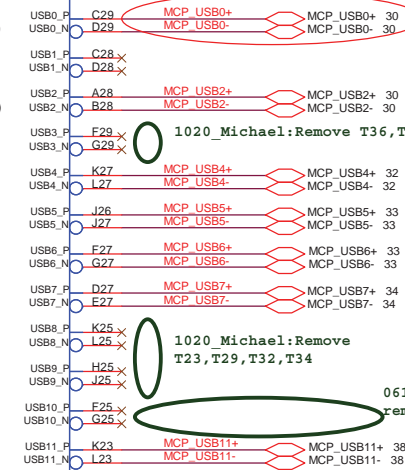 USB0_P C29 MCP_USB0+ MCP_USB0+ 30
USB0_N D29 MCP_USB0- MCP_USB0- 30
USB1_P C28
USB1_N D28
USB2_P A28 MCP_USB2+ MCP_USB2+ 30
USB2_N B28 MCP_USB2- MCP_USB2- 30
USB3_P F29 1020_Michael:Remove T36,T
USB3_N G29
USB4_P K27 MCP_USB4+ MCP_USB4+ 32
USB4_N L27 MCP_USB4- MCP_USB4- 32
USB5_P J26 MCP_USB5+ MCP_USB5+ 33
USB5_N J27 MCP_USB5- MCP_USB5- 33
USB6_P F27 MCP_USB6+ MCP_USB6+ 33
USB6_N G27 MCP_USB6- MCP_USB6- 33
USB7_P D27 MCP_USB7+ MCP_USB7+ 34
USB7_N E27 MCP_USB7- MCP_USB7- 34
USB8_P K25
USB8_N L25
1020_Michael:Remove
T23,T29,T32,T34
USB9_P H25
USB9_N J25
061
rem
USB10_P F25
USB10_N G25
USB11_P K23 MCP_USB11+ MCP_USB11+ 38
USB11_N L23 MCP_USB11- MCP_USB11- 38